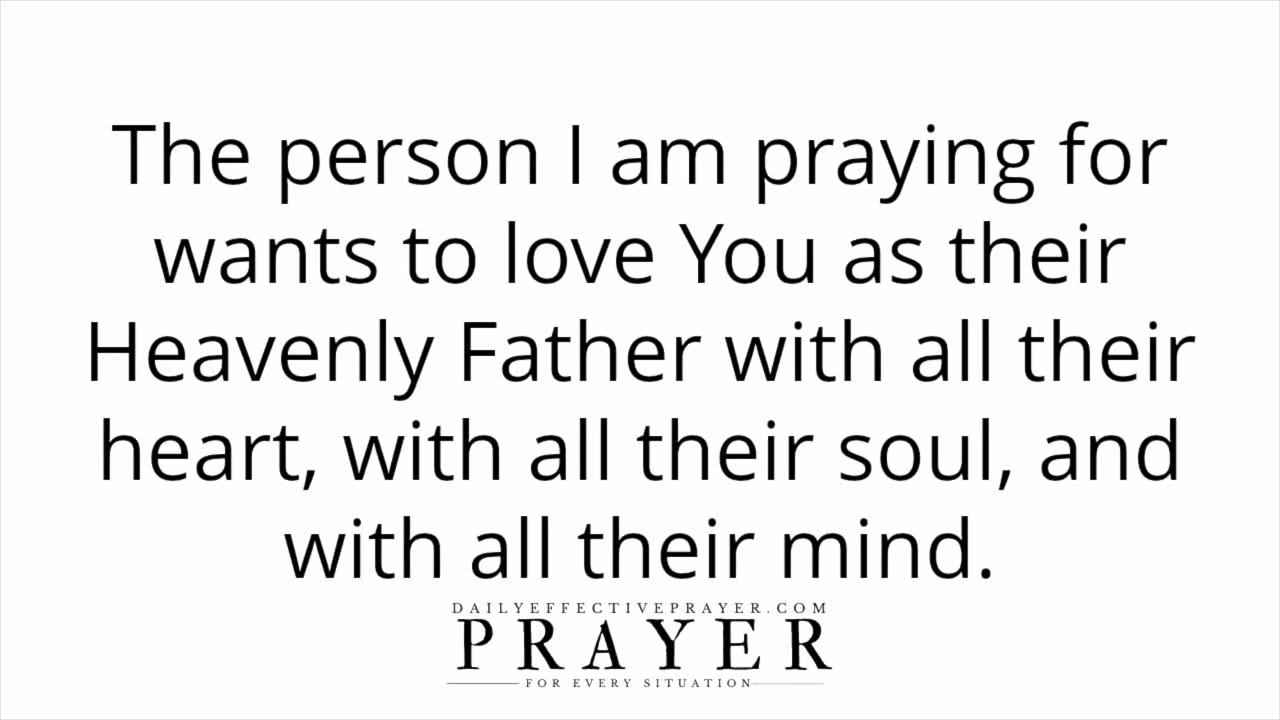 The person I am praying for
wants to love You as their
Heavenly Father with all their
heart, with all their soul, and
with all their mind.
DAILYEFFECTIVEPRAYER.COM
PRAYER
FOR EVERY SITUATION